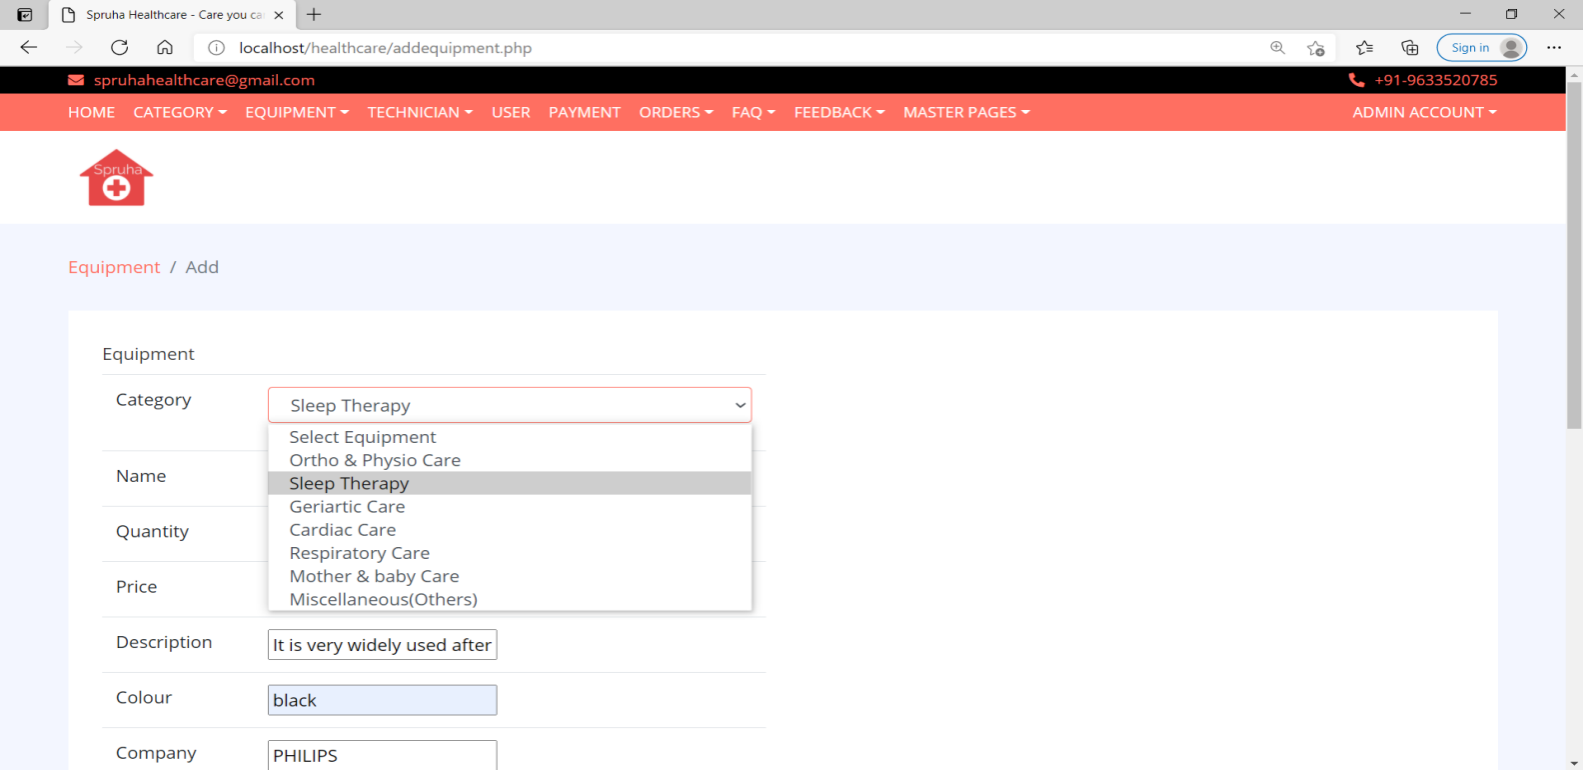 Spruha Healthcare - Care you ca
localhost/healthcare/addequipment.php
Sign in
spruhahealthcare@gmail.com
+91-9633520785
HOME CATEGORY EQUIPMENT TECHNICIAN USER PAYMENT ORDERS FAQ FEEDBACK MASTER PAGES ADMIN ACCOUNT
Spruha
Equipment / Add
Equipment
Category
Sleep Therapy
Select Equipment
Ortho & Physio Care
Sleep Therapy
Geriartic Care
Cardiac Care
Respiratory Care
Mother & baby Care
Miscellaneous(Others)
Name
Quantity
Price
Description It is very widely used after
Colour black
Company PHILIPS